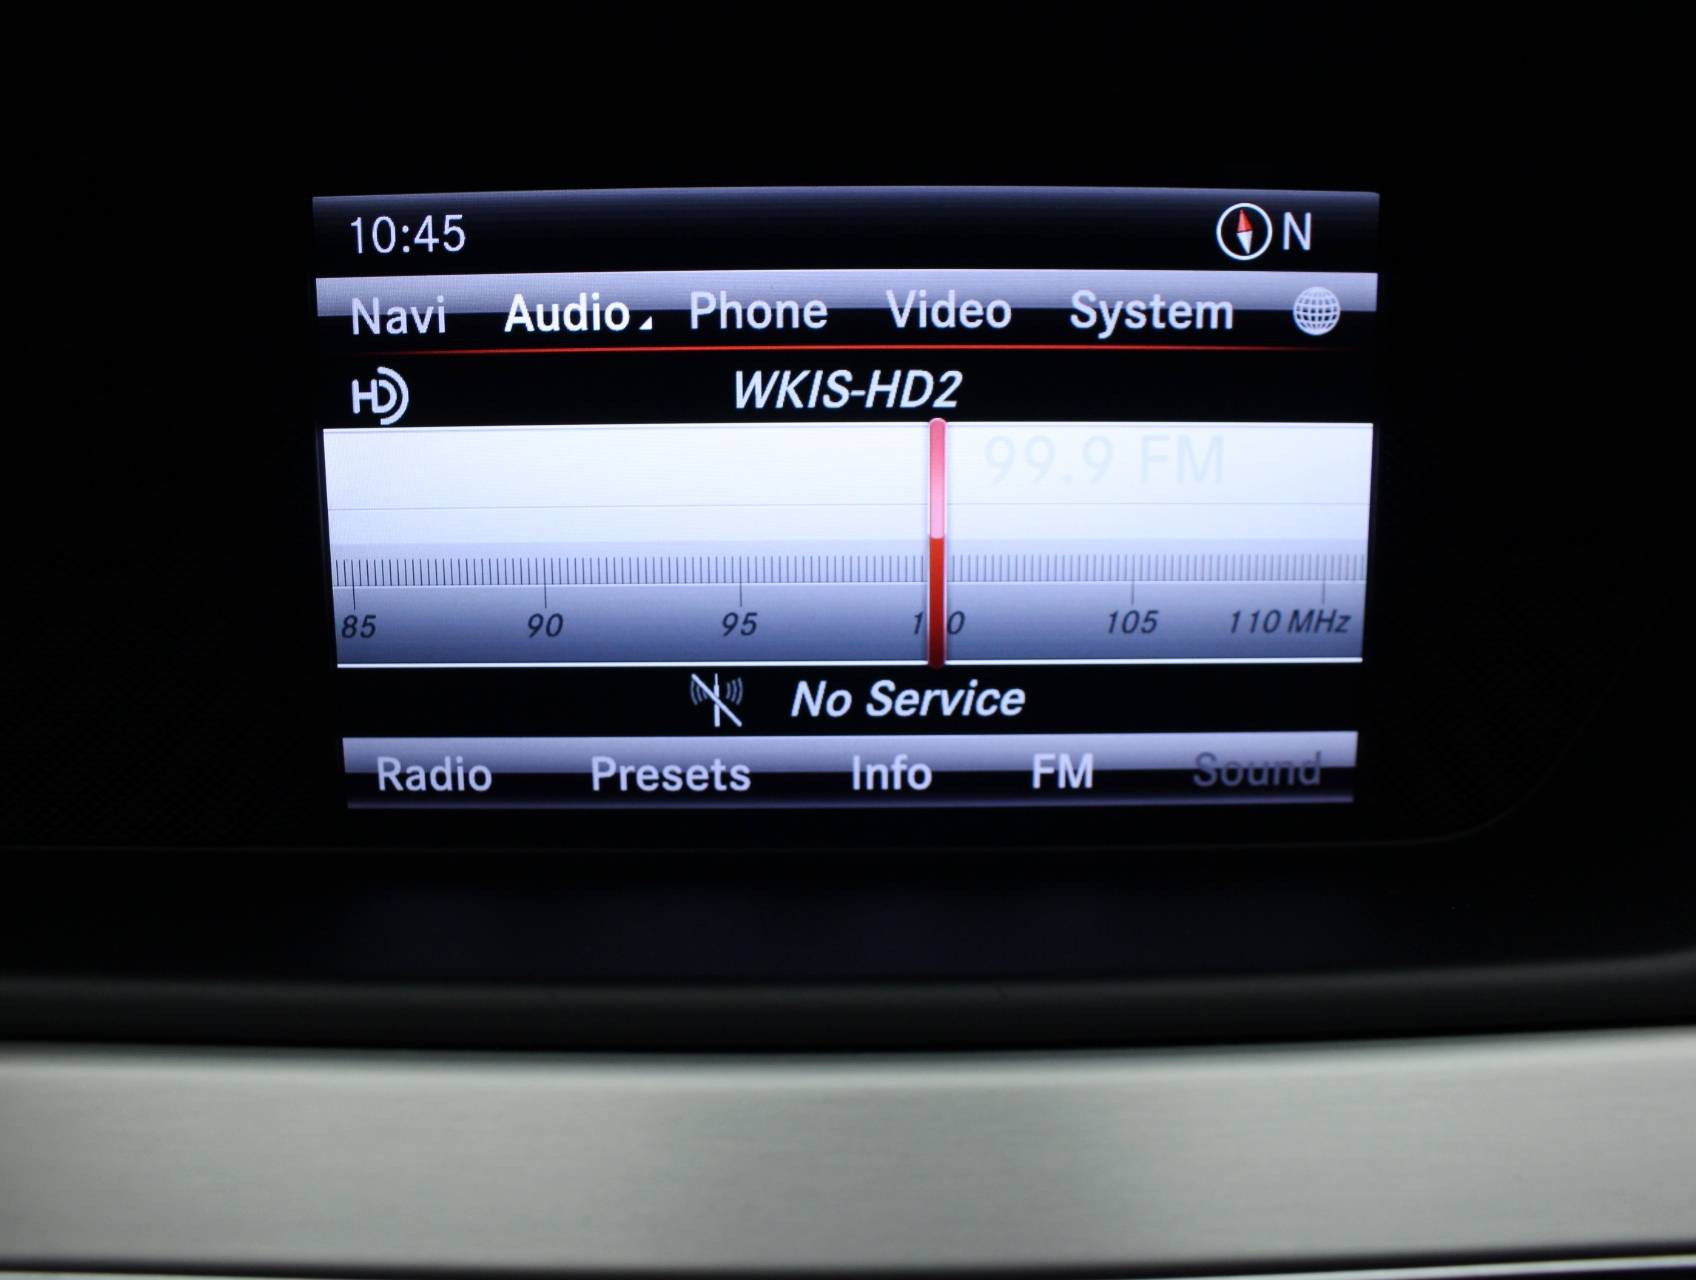 10:45 N
Navi Audio Phone Video System
HD WKIS-HD2
99.9 FM
85 90 95 100 105 110 MHz
No Service
Radio Presets Info FM Sound